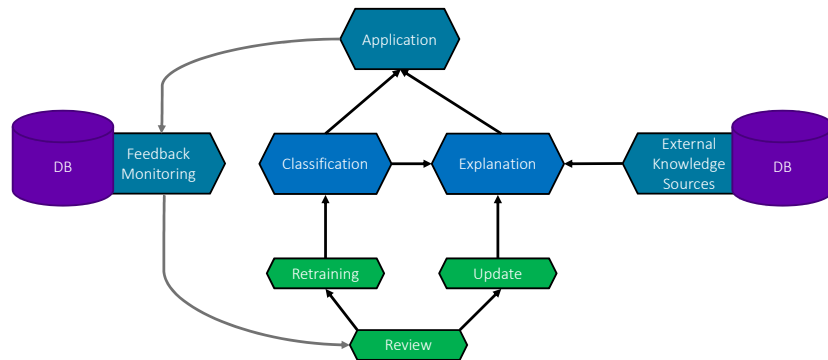 Application
DB
Feedback
Monitoring
Classification
Explanation
External
Knowledge
Sources
DB
Retraining
Update
Review